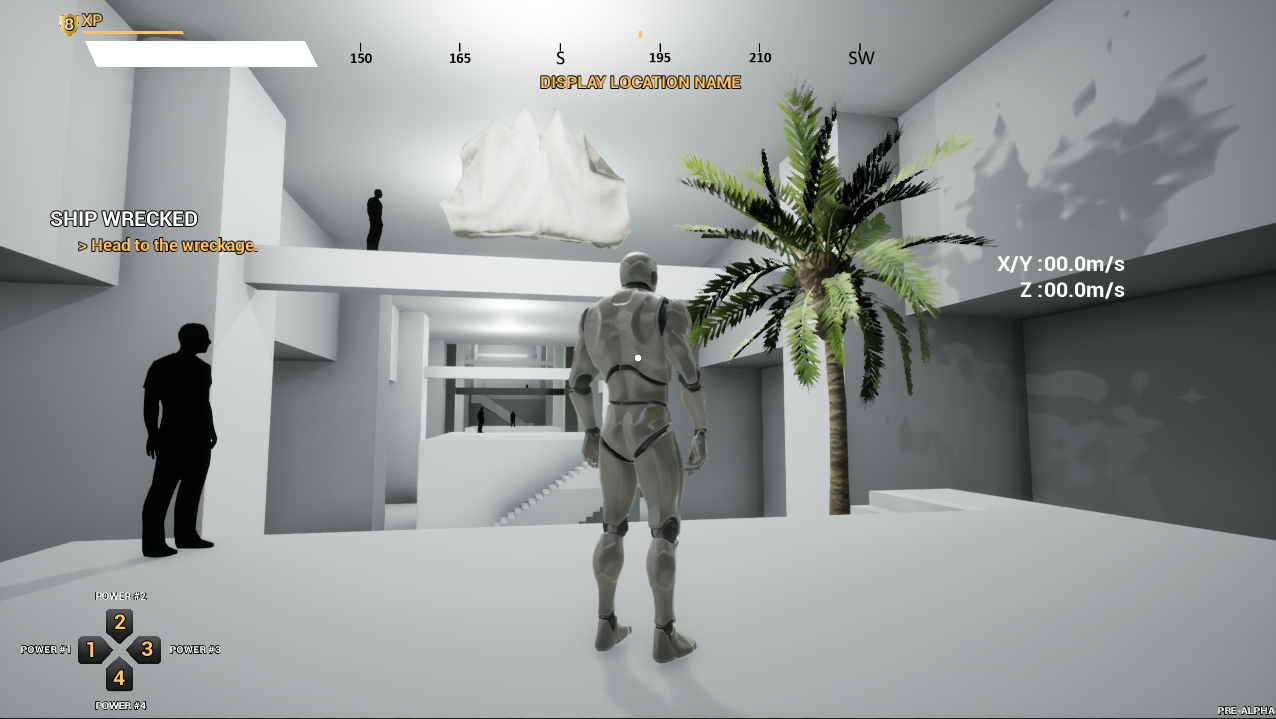 8 XP
150 165 S 195 210 SW
DISPLAY LOCATION NAME
SHIP WRECKED
> Head to the wreckage.
X/Y :00.0m/s
Z :00.0m/s
POWER #2
2
POWER #1 1 3 POWER #3
4
POWER #4
PRE-ALPHA